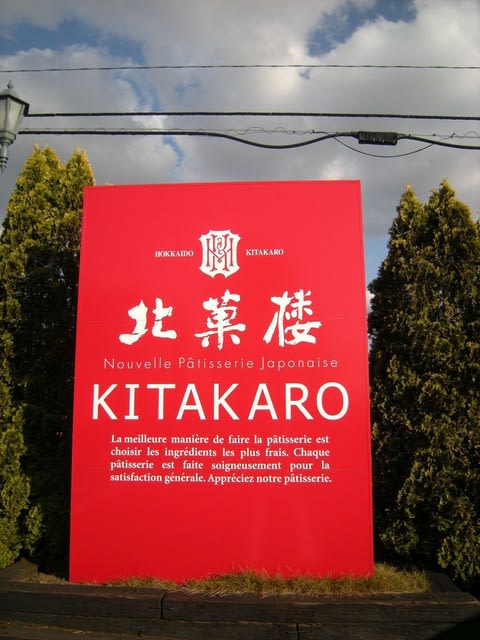 HOKKAIDO KITAKARO
北菓楼
Nouvelle Pâtisserie Japonaise
KITAKARO
La meilleure manière de faire la pâtisserie est
choisir les ingrédients les plus frais. Chaque
pâtisserie est faite soigneusement pour la
satisfaction générale. Appréciez notre pâtisserie.